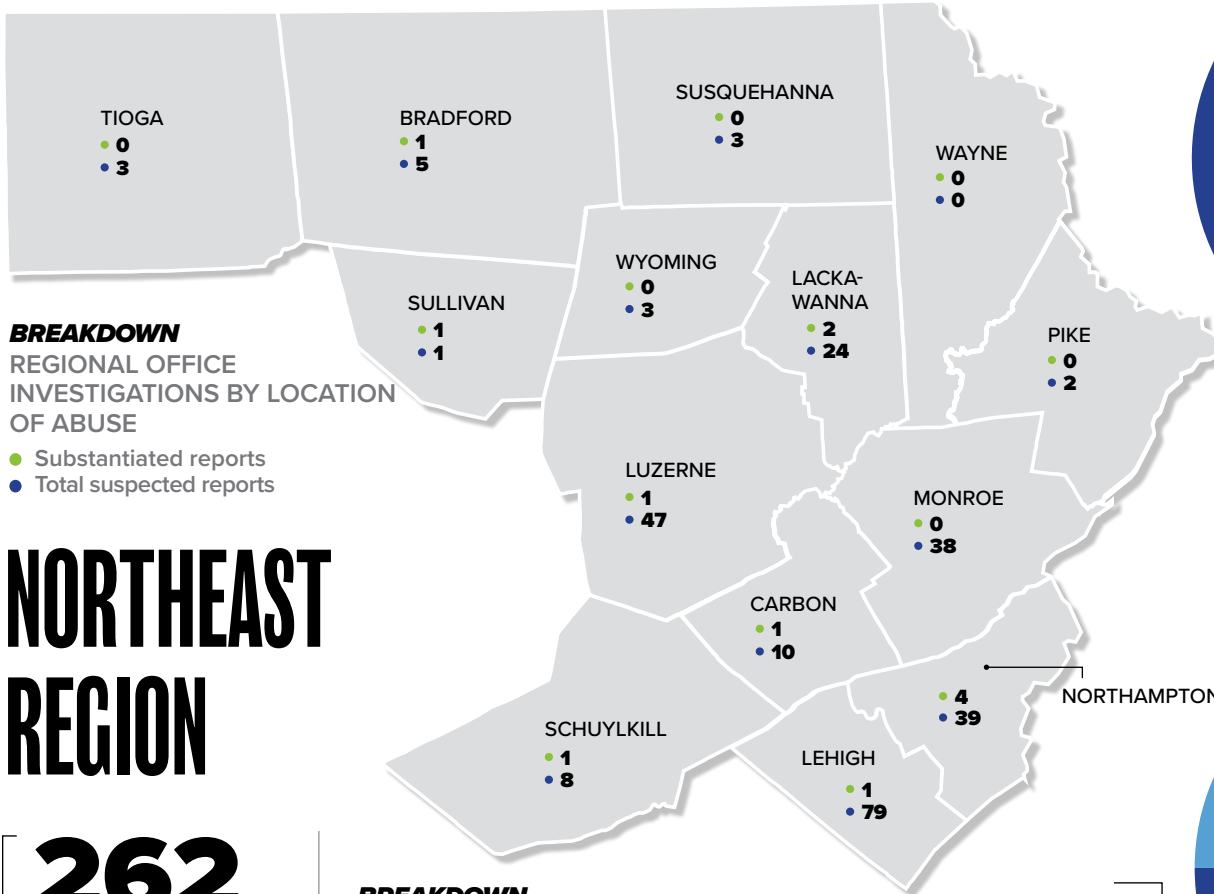 TIOGA
0
3
BRADFORD
1
5
SUSQUEHANNA
0
3
WAYNE
0
0
WYOMING
0
3
LACKA-
WANNA
2
24
SULLIVAN
1
1
PIKE
0
2
BREAKDOWN
REGIONAL OFFICE
INVESTIGATIONS BY LOCATION
OF ABUSE
Substantiated reports
Total suspected reports
LUZERNE
1
47
MONROE
0
38
CARBON
1
10
NORTHAMPTON
4
39
SCHUYLKILL
1
8
LEHIGH
1
79
NORTHEAST
REGION
262
BREAKDOWN